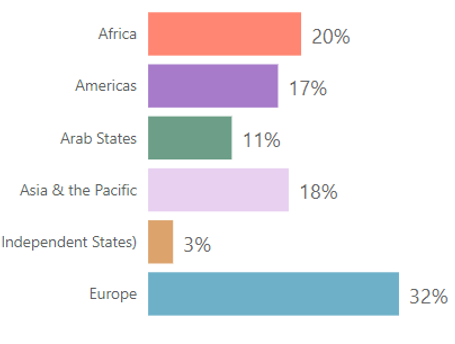 Africa 20%
Americas 17%
Arab States 11%
Asia & the Pacific 18%
Independent States) 3%
Europe 32%